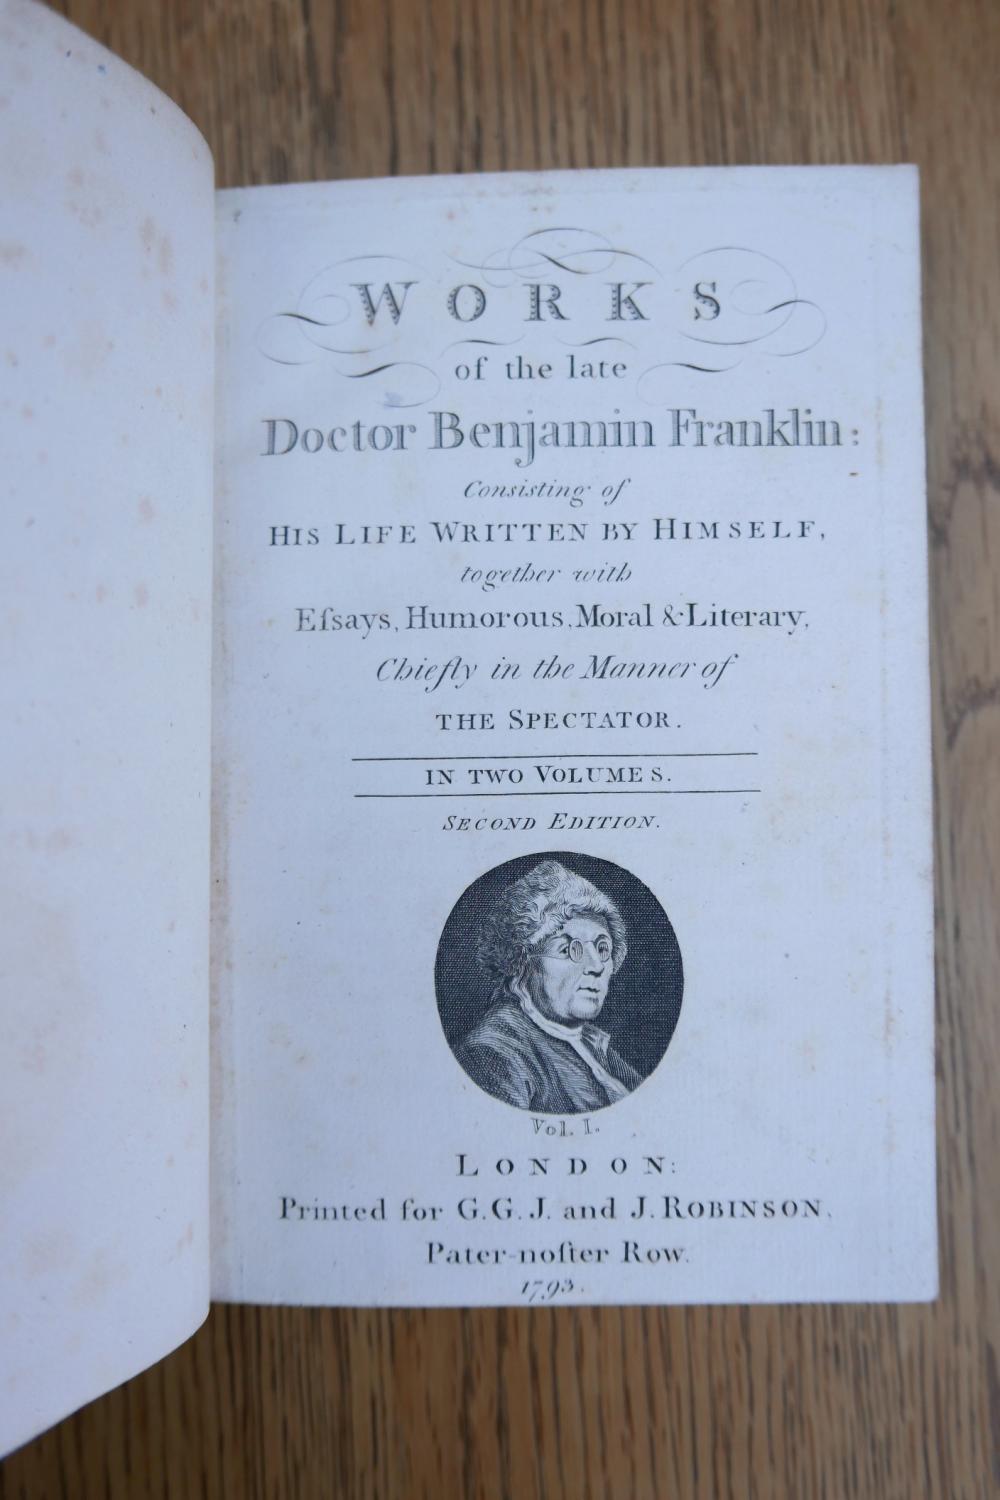 WORKS
of the late
Doctor Benjamin Franklin:
Consisting of
HIS LIFE WRITTEN BY HIMSELF,
together with
Eſsays, Humorous, Moral & Literary,
Chiefly in the Manner of
THE SPECTATOR.
IN TWO VOLUMES.
SECOND EDITION.
Vol. I.
LONDON:
Printed for G.G.J. and J. ROBINSON,
Pater-noſter Row.
1793.